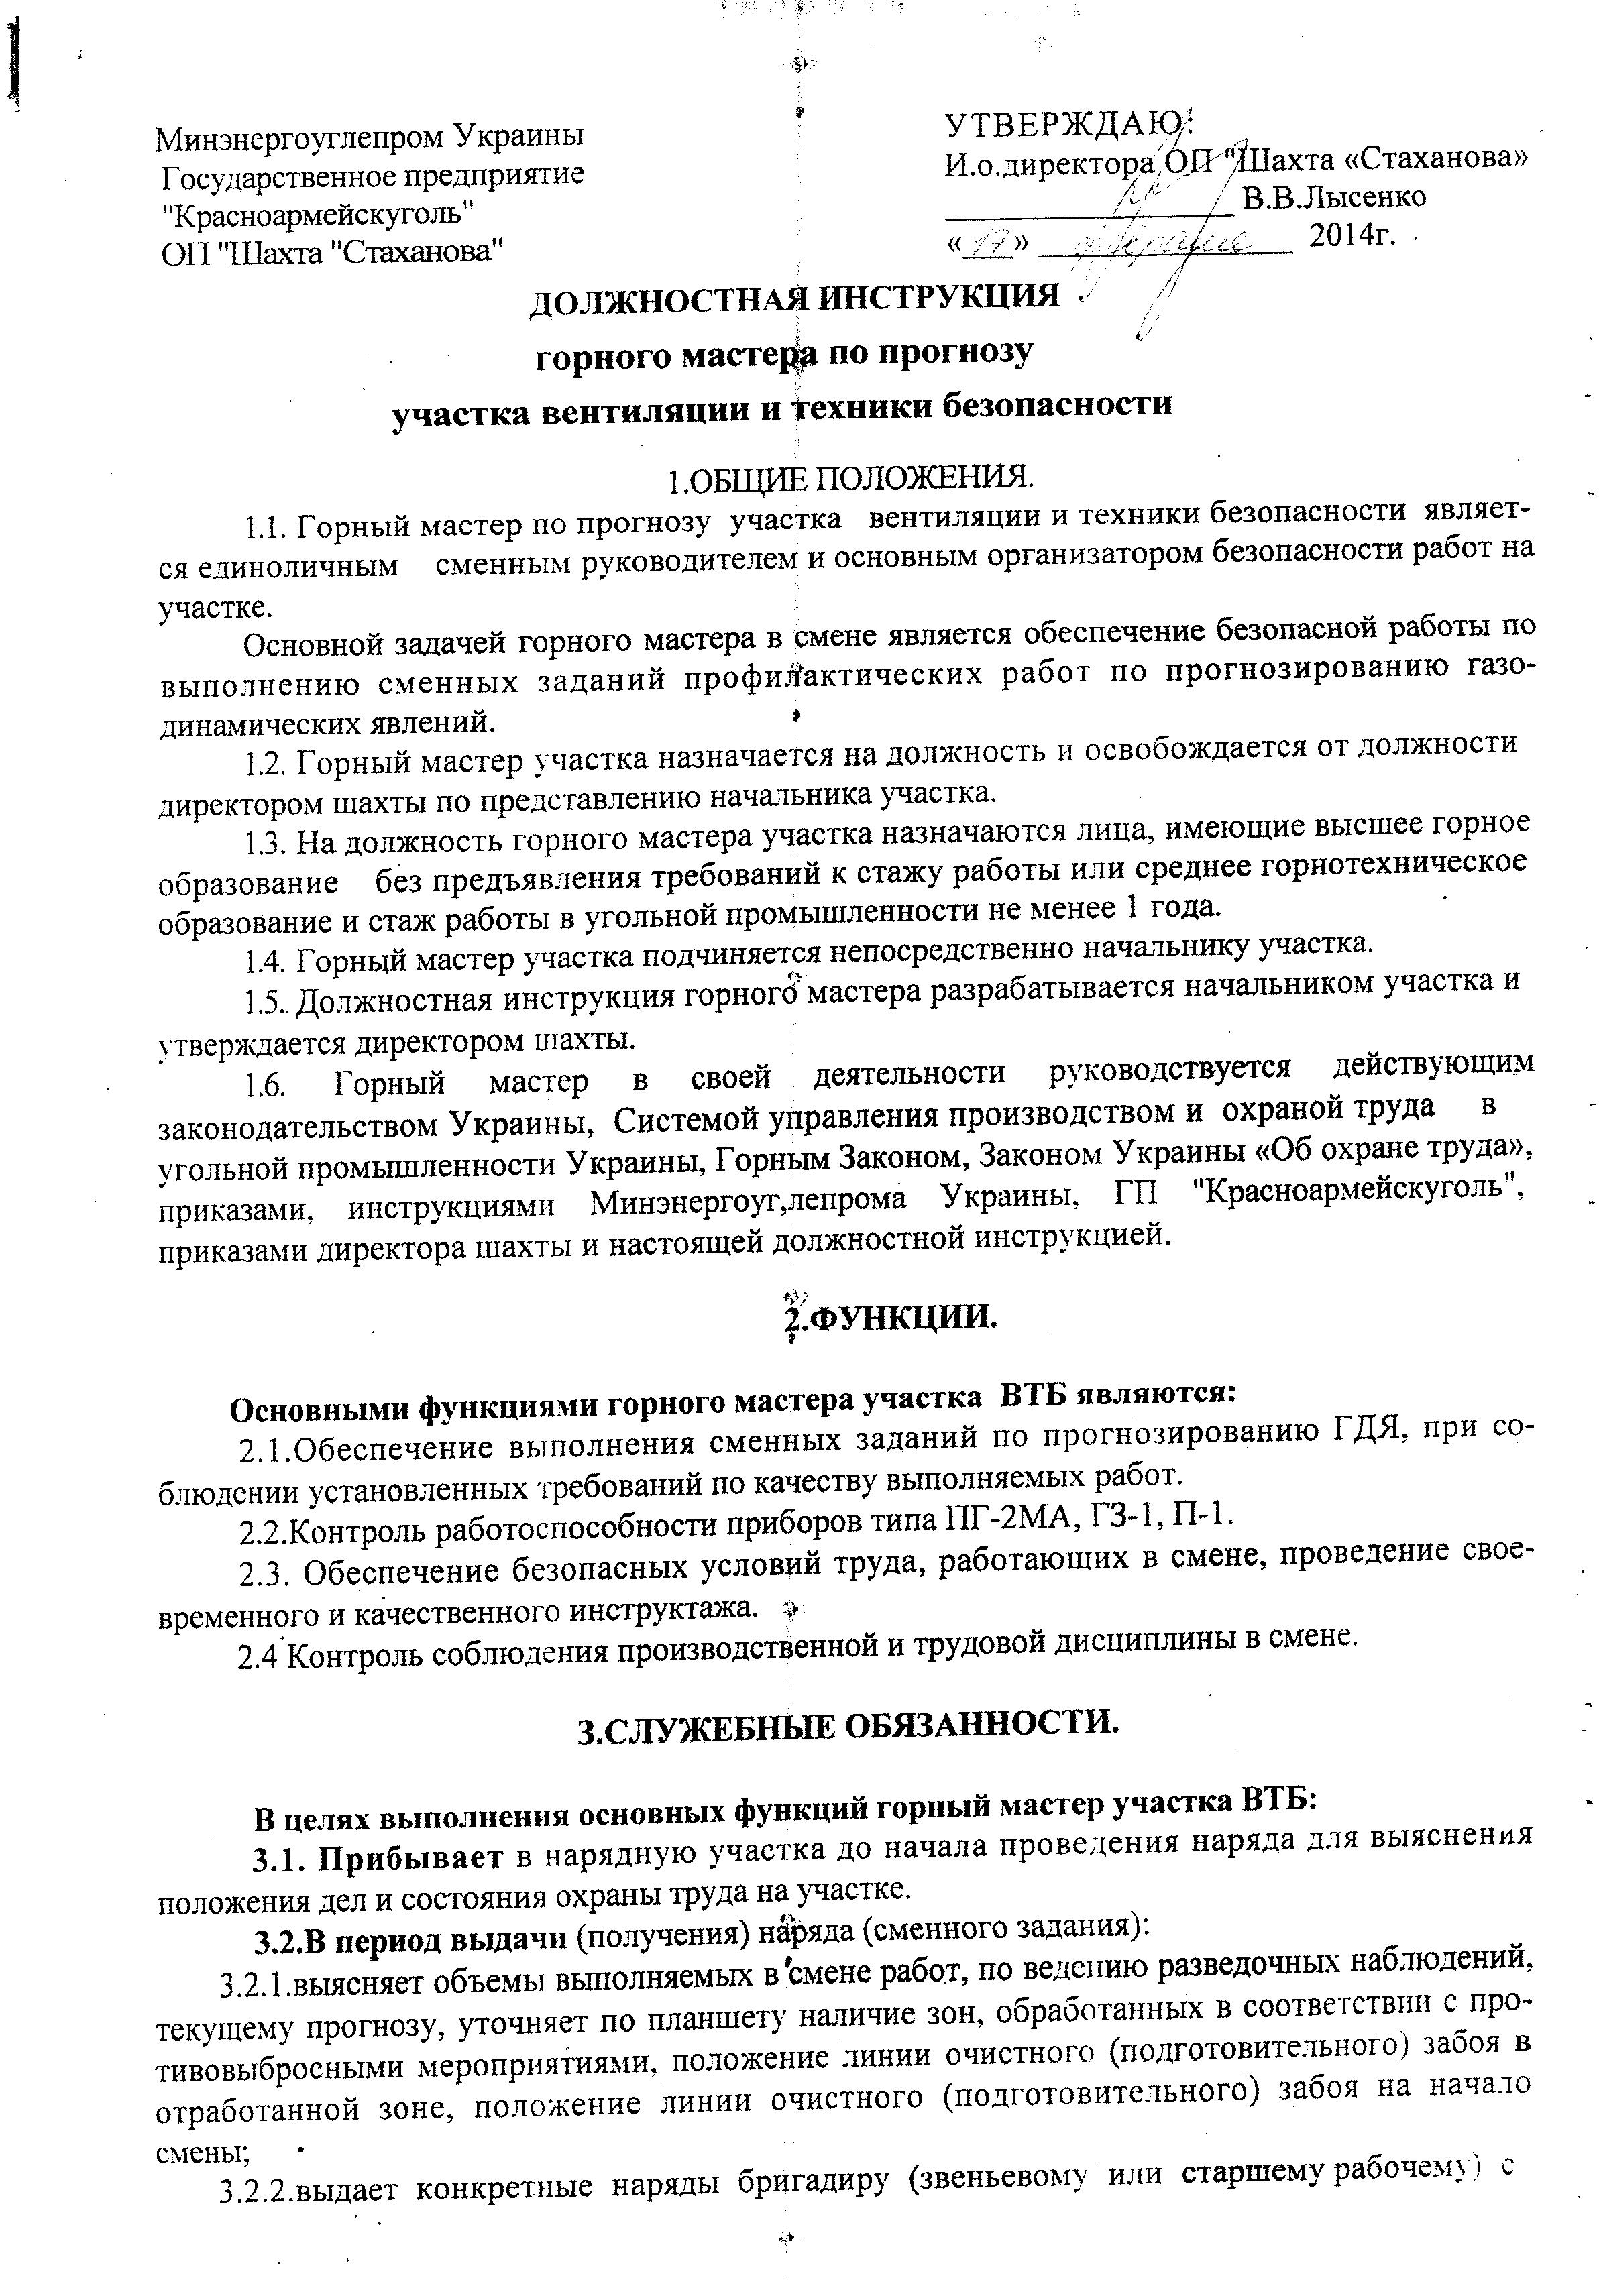 Минэнергоуглепром Украины
Государственное предприятие
"Красноармейскуголь"
ОП "Шахта "Стаханова"
УТВЕРЖДАЮ:
И.о.директора ОП "Шахта «Стаханова»
В.В.Лысенко
«17» февраля 2014г.
ДОЛЖНОСТНАЯ ИНСТРУКЦИЯ
горного мастера по прогнозу
участка вентиляции и техники безопасности
1.ОБЩИЕ ПОЛОЖЕНИЯ.
1.1. Горный мастер по прогнозу участка вентиляции и техники безопасности являет-
ся единоличным сменным руководителем и основным организатором безопасности работ на
участке.
Основной задачей горного мастера в смене является обеспечение безопасной работы по
выполнению сменных заданий профилактических работ по прогнозированию газо-
динамических явлений.
1.2. Горный мастер участка назначается на должность и освобождается от должности
директором шахты по представлению начальника участка.
1.3. На должность горного мастера участка назначаются лица, имеющие высшее горное
образование без предъявления требований к стажу работы или среднее горнотехническое
образование и стаж работы в угольной промышленности не менее 1 года.
1.4. Горный мастер участка подчиняется непосредственно начальнику участка.
1.5. Должностная инструкция горного мастера разрабатывается начальником участка и
утверждается директором шахты.
1.6. Горный мастер в своей деятельности руководствуется действующим
законодательством Украины, Системой управления производством и охраной труда в
угольной промышленности Украины, Горным Законом, Законом Украины «Об охране труда»,
приказами, инструкциями Минэнергоуг,лепрома Украины, ГП "Красноармейскуголь",
приказами директора шахты и настоящей должностной инструкцией.
2.ФУНКЦИИ.
Основными функциями горного мастера участка ВТБ являются:
2.1.Обеспечение выполнения сменных заданий по прогнозированию ГДЯ, при со-
блюдении установленных требований по качеству выполняемых работ.
2.2.Контроль работоспособности приборов типа ПГ-2МА, ГЗ-1, П-1.
2.3. Обеспечение безопасных условий труда, работающих в смене, проведение свое-
временного и качественного инструктажа.
2.4 Контроль соблюдения производственной и трудовой дисциплины в смене.
3.СЛУЖЕБНЫЕ ОБЯЗАННОСТИ.
В целях выполнения основных функций горный мастер участка ВТБ:
3.1. Прибывает в нарядную участка до начала проведения наряда для выяснения
положения дел и состояния охраны труда на участке.
3.2.В период выдачи (получения) наряда (сменного задания):
3.2.1.выясняет объемы выполняемых в смене работ, по ведению разведочных наблюдений,
текущему прогнозу, уточняет по планшету наличие зон, обработанных в соответствии с про-
тивовыбросными мероприятиями, положение линии очистного (подготовительного) забоя в
отработанной зоне, положение линии очистного (подготовительного) забоя на начало
смены;
3.2.2.выдает конкретные наряды бригадиру (звеньевому или старшему рабочему) с